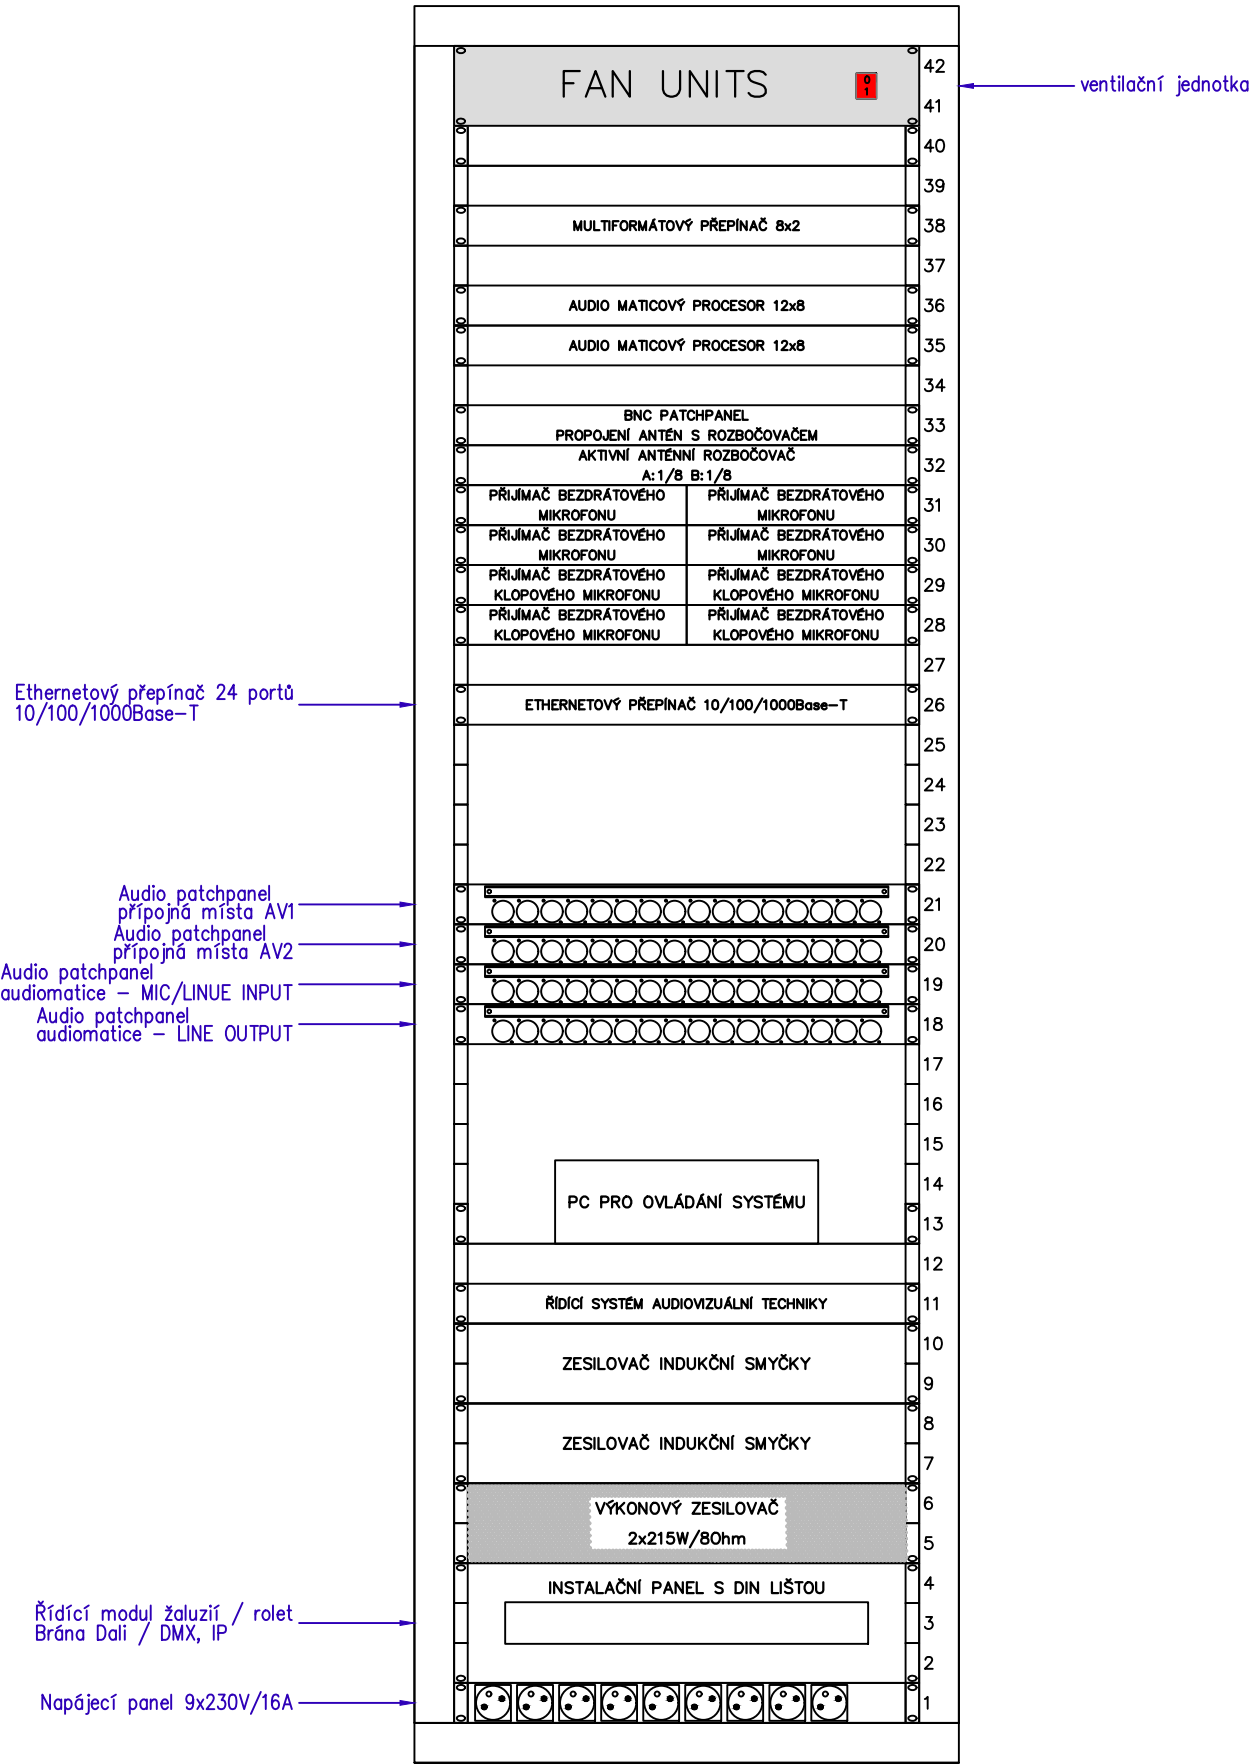 FAN UNITS
0
1
42
ventilační jednotka
41
40
39
MULTIFORMÁTOVÝ PŘEPÍNAČ 8x2
38
37
AUDIO MATICOVÝ PROCESOR 12x8
36
AUDIO MATICOVÝ PROCESOR 12x8
35
34
BNC PATCHPANEL
PROPOJENÍ ANTÉN S ROZBOČOVAČEM
33
AKTIVNÍ ANTÉNNÍ ROZBOČOVAČ
A:1/8 B:1/8
32
PŘIJÍMAČ BEZDRÁTOVÉHO
MIKROFONU
PŘIJÍMAČ BEZDRÁTOVÉHO
MIKROFONU
31
PŘIJÍMAČ BEZDRÁTOVÉHO
MIKROFONU
PŘIJÍMAČ BEZDRÁTOVÉHO
MIKROFONU
30
PŘIJÍMAČ BEZDRÁTOVÉHO
KLOPOVÉHO MIKROFONU
PŘIJÍMAČ BEZDRÁTOVÉHO
KLOPOVÉHO MIKROFONU
29
PŘIJÍMAČ BEZDRÁTOVÉHO
KLOPOVÉHO MIKROFONU
PŘIJÍMAČ BEZDRÁTOVÉHO
KLOPOVÉHO MIKROFONU
28
27
Ethernetový přepínač 24 portů
10/100/1000Base-T
ETHERNETOVÝ PŘEPÍNAČ 10/100/1000Base-T
26
25
24
23
22
Audio patchpanel
přípojná místa AV1
21
Audio patchpanel
přípojná místa AV2
20
Audio patchpanel
audiomatice - MIC/LINUE INPUT
19
Audio patchpanel
audiomatice - LINE OUTPUT
18
17
16
15
14
PC PRO OVLÁDÁNÍ SYSTÉMU
13
12
ŘÍDÍCÍ SYSTÉM AUDIOVIZUÁLNÍ TECHNIKY
11
10
ZESILOVAČ INDUKČNÍ SMYČKY
9
8
ZESILOVAČ INDUKČNÍ SMYČKY
7
6
VÝKONOVÝ ZESILOVAČ
2x215W/8Ohm
5
INSTALAČNÍ PANEL S DIN LIŠTOU
4
Řídící modul žaluzií / rolet
Brána Dali / DMX, IP
3
2
Napájecí panel 9x230V/16A
1